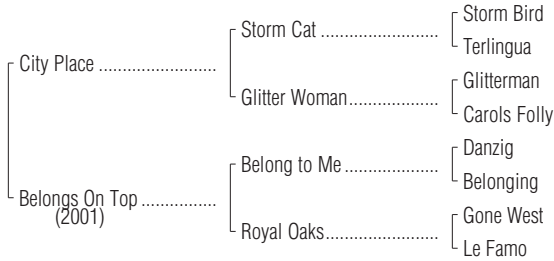 Storm Bird
Storm Cat ........................
Terlingua
City Place ........................
Glitterman
Glitter Woman ..................
Carols Folly
Danzig
Belong to Me ...................
Belonging
Belongs On Top ................
(2001)
Gone West
Royal Oaks .......................
Le Famo